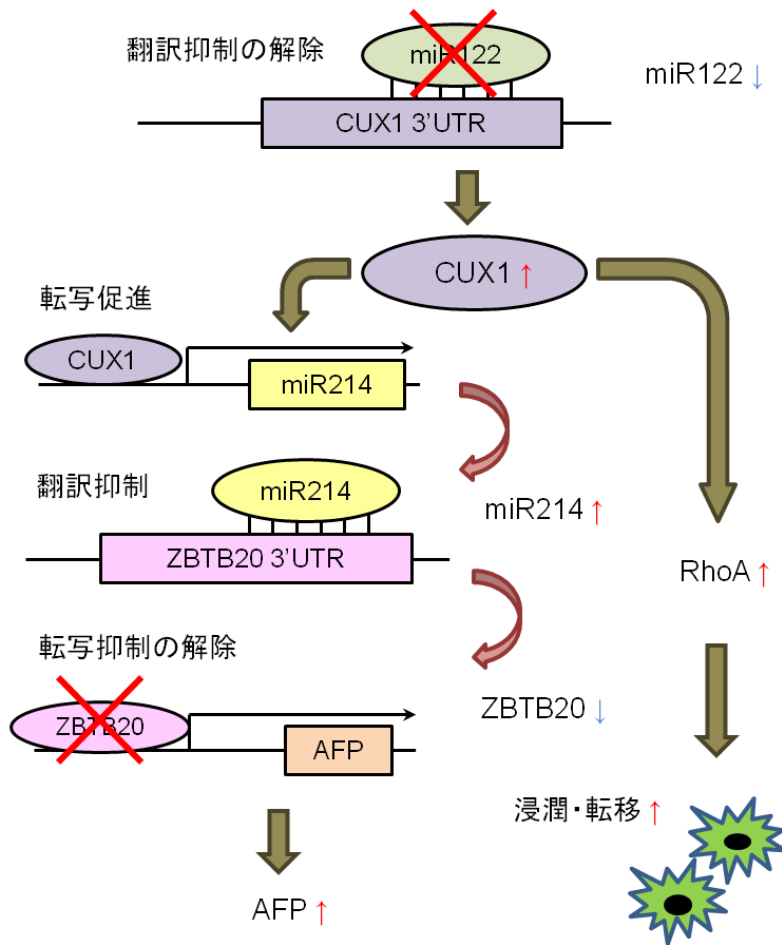 翻訳抑制の解除
miR122
miR122↓
CUX1 3’UTR
CUX1↑
転写促進
CUX1
miR214
翻訳抑制
miR214
miR214↑
ZBTB20 3’UTR
RhoA↑
転写抑制の解除
ZBTB20
ZBTB20↓
AFP
浸潤・転移↑
AFP↑